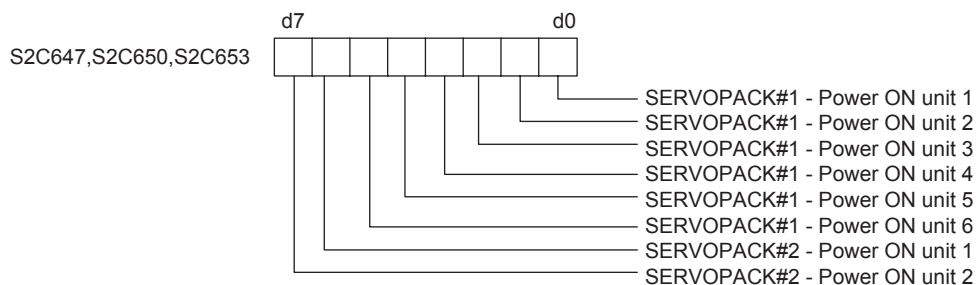 d7 d0
S2C647,S2C650,S2C653
SERVOPACK#1 - Power ON unit 1
SERVOPACK#1 - Power ON unit 2
SERVOPACK#1 - Power ON unit 3
SERVOPACK#1 - Power ON unit 4
SERVOPACK#1 - Power ON unit 5
SERVOPACK#1 - Power ON unit 6
SERVOPACK#2 - Power ON unit 1
SERVOPACK#2 - Power ON unit 2